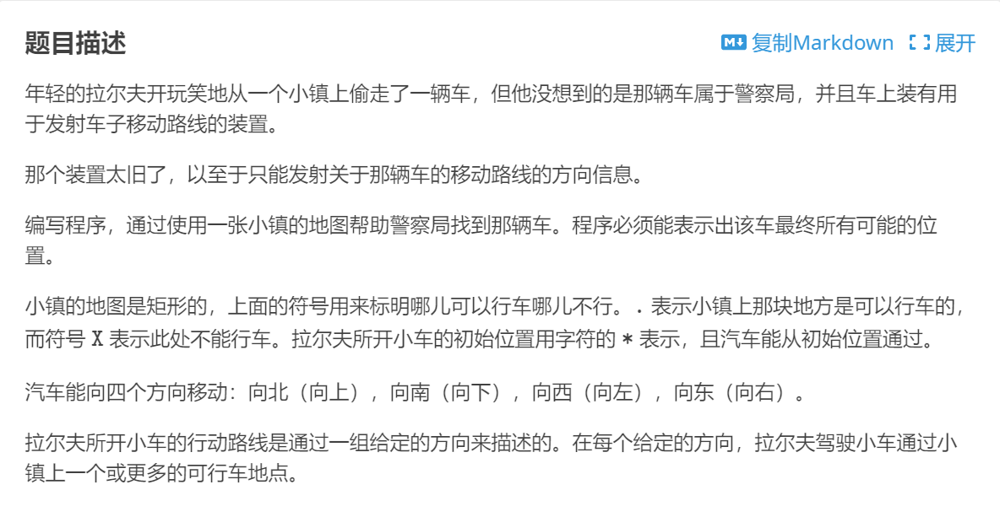 题目描述
复制Markdown 展开
年轻的拉尔夫开玩笑地从一个小镇上偷走了一辆车，但他没想到的是那辆车属于警察局，并且车上装有用
于发射车子移动路线的装置。
那个装置太旧了，以至于只能发射关于那辆车的移动路线的方向信息。
编写程序，通过使用一张小镇的地图帮助警察局找到那辆车。程序必须能表示出该车最终所有可能的位
置。
小镇的地图是矩形的，上面的符号用来标明哪儿可以行车哪儿不行。. 表示小镇上那块地方是可以行车的，
而符号 X 表示此处不能行车。拉尔夫所开小车的初始位置用字符的 * 表示，且汽车能从初始位置通过。
汽车能向四个方向移动：向北（向上），向南（向下），向西（向左），向东（向右）。
拉尔夫所开小车的行动路线是通过一组给定的方向来描述的。在每个给定的方向，拉尔夫驾驶小车通过小
镇上一个或更多的可行车地点。